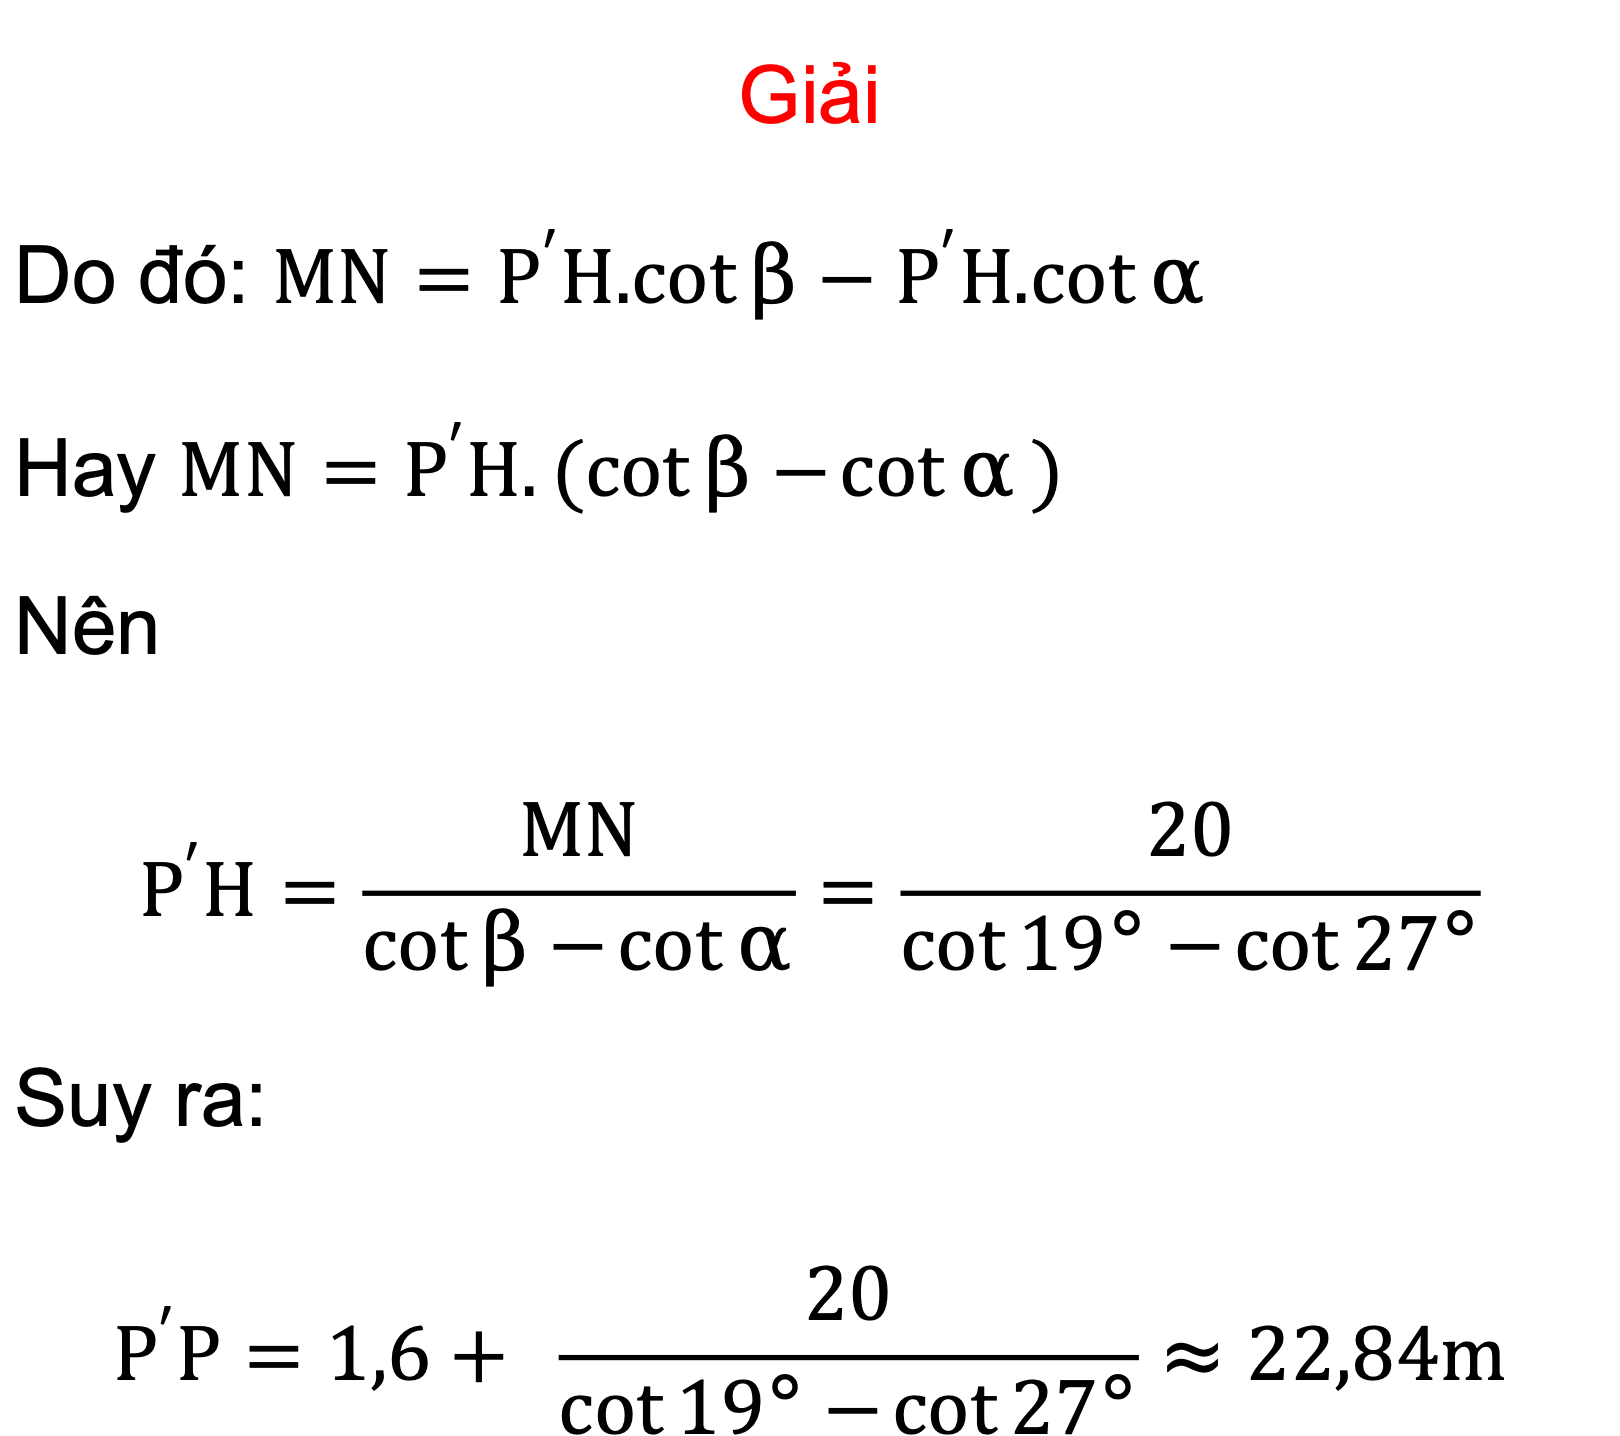 Giải
Do đó: MN = P′H.cot β − P′H.cot α
Hay MN = P′H. (cot β − cot α )
Nên
P′H = MN / (cot β − cot α) = 20 / (cot 19° − cot 27°)
Suy ra:
P′P = 1,6 + 20 / (cot 19° − cot 27°) ≈ 22,84m